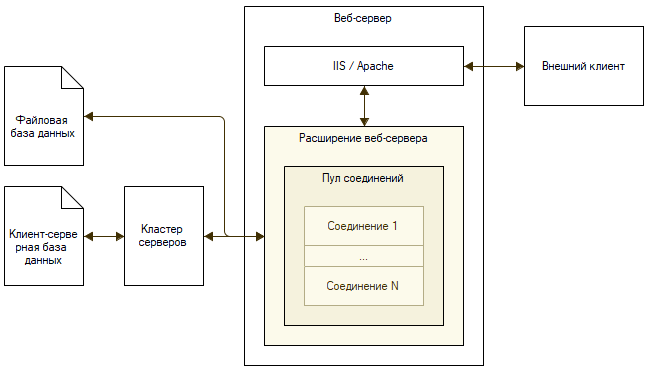 Веб-сервер
IIS / Apache
Внешний клиент
Файловая
база данных
Расширение веб-сервера
Пул соединений
Клиент-серве
рная база
данных
Кластер
серверов
Соединение 1
...
Соединение N